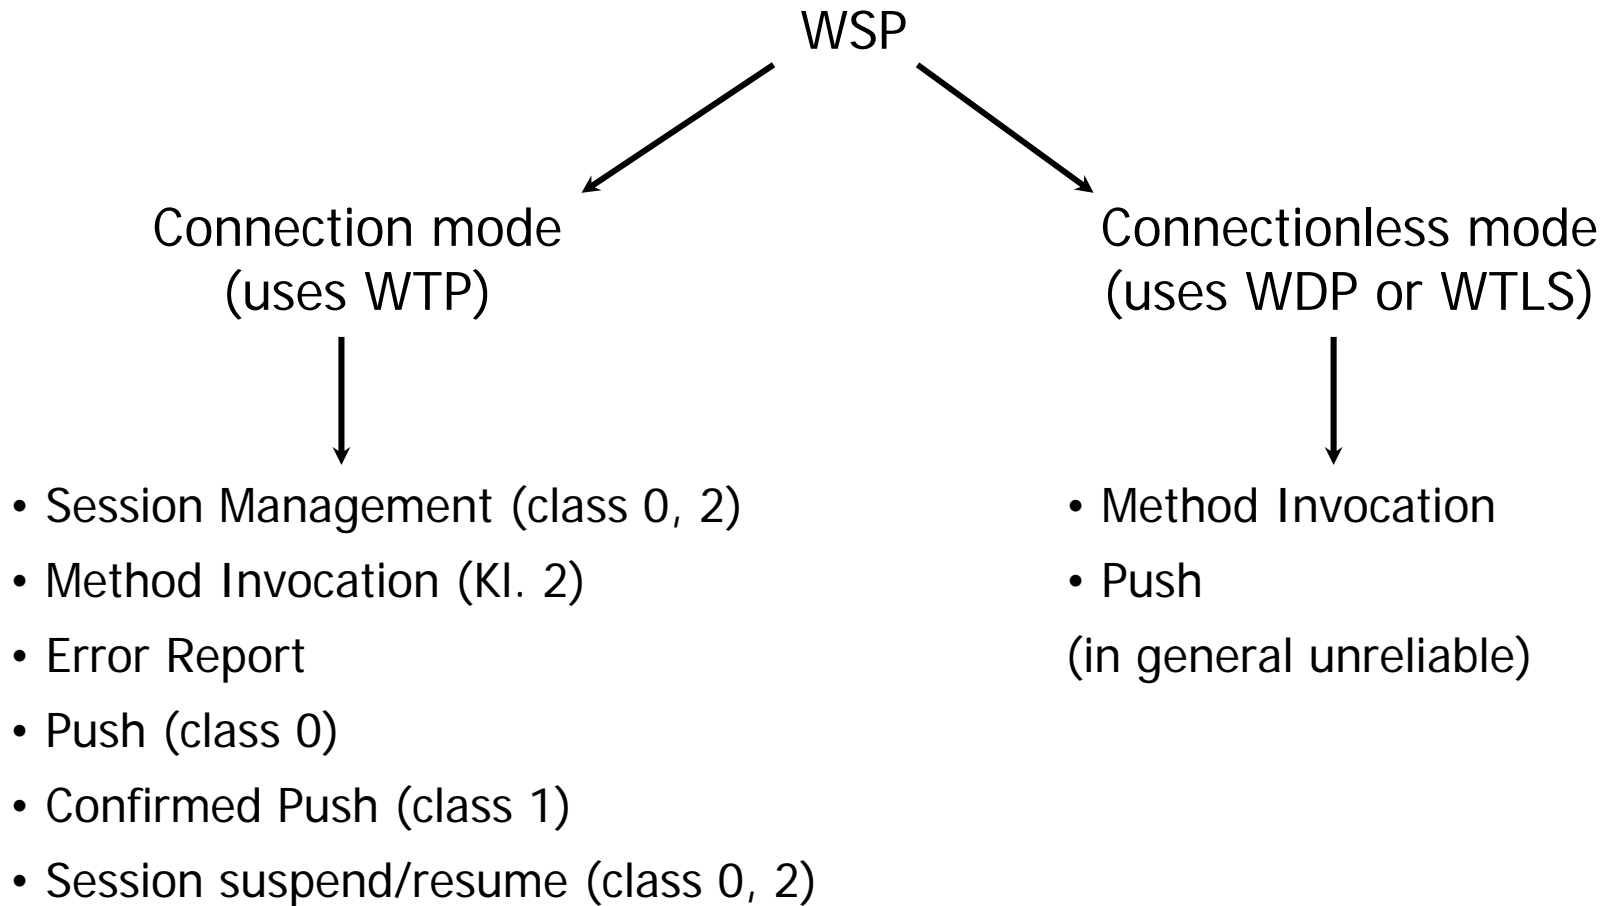 WSP
Connection mode
(uses WTP)
Connectionless mode
(uses WDP or WTLS)
• Session Management (class 0, 2)
• Method Invocation (Kl. 2)
• Error Report
• Push (class 0)
• Confirmed Push (class 1)
• Session suspend/resume (class 0, 2)
• Method Invocation
• Push
(in general unreliable)